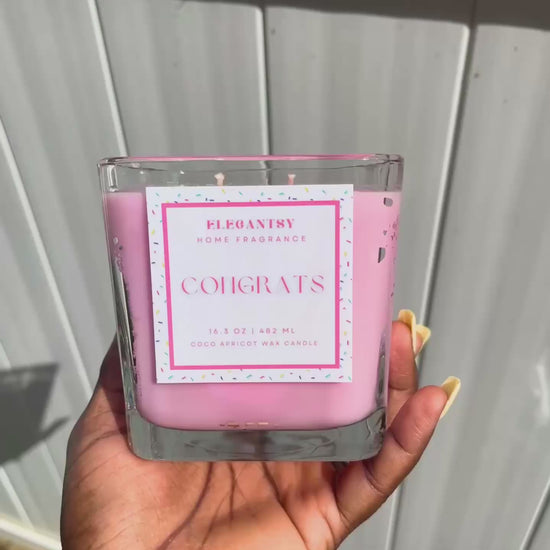 ELEGANTSY
HOME FRAGRANCE
CONGRATS
16.3 OZ | 482 ML
COCO APRICOT WAX CANDLE